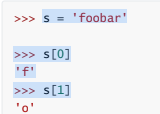 >>> s = 'foobar'
>>> s[0]
'f'
>>> s[1]
'o'